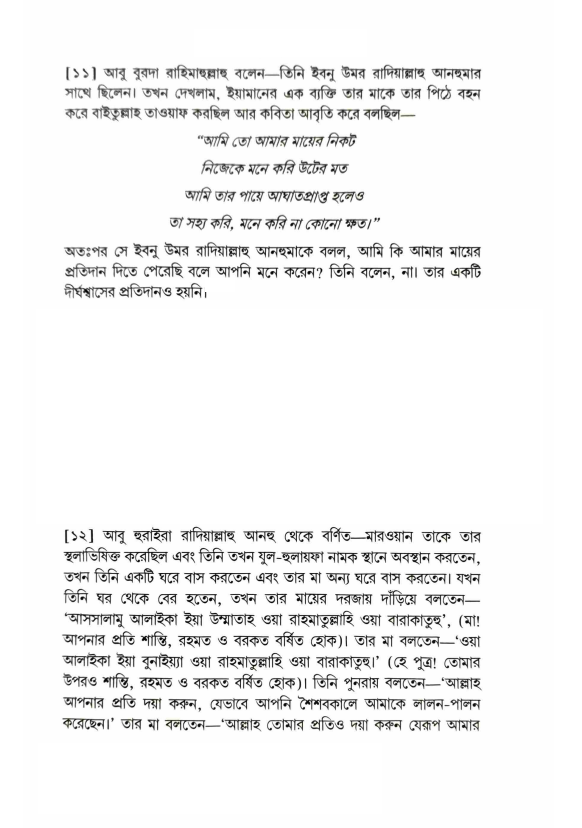 [১১] আবু বুরদা রাহিমাহুল্লাহু বলেন—তিনি ইবনু উমর রাদিয়াল্লাহু আনহুমার
সাথে ছিলেন। তখন দেখলাম, ইয়ামানের এক ব্যক্তি তার মাকে তার পিঠে বহন
করে বাইতুল্লাহ তাওয়াফ করছিল আর কবিতা আবৃতি করে বলছিল—
“আমি তো আমার মায়ের নিকট
নিজেকে মনে করি উটের মত
আমি তার পায়ে আঘাতপ্রাপ্ত হলেও
তা সহ্য করি, মনে করি না কোনো ক্ষত।”
অতঃপর সে ইবনু উমর রাদিয়াল্লাহু আনহুমাকে বলল, আমি কি আমার মায়ের
প্রতিদান দিতে পেরেছি বলে আপনি মনে করেন? তিনি বলেন, না। তার একটি
দীর্ঘশ্বাসের প্রতিদানও হয়নি।
[১২] আবু হুরাইরা রাদিয়াল্লাহু আনহু থেকে বর্ণিত—মারওয়ান তাকে তার
স্থলাভিষিক্ত করেছিল এবং তিনি তখন যুল-হুলায়ফা নামক স্থানে অবস্থান করতেন,
তখন তিনি একটি ঘরে বাস করতেন এবং তার মা অন্য ঘরে বাস করতেন। যখন
তিনি ঘর থেকে বের হতেন, তখন তার মায়ের দরজায় দাঁড়িয়ে বলতেন—
‘আসসালামু আলাইকা ইয়া উম্মাতাহ ওয়া রাহমাতুল্লাহি ওয়া বারাকাতুহু’, (মা!
আপনার প্রতি শান্তি, রহমত ও বরকত বর্ষিত হোক)। তার মা বলতেন—‘ওয়া
আলাইকা ইয়া বুনাইয়্যা ওয়া রাহমাতুল্লাহি ওয়া বারাকাতুহু।’ (হে পুত্র! তোমার
উপরও শান্তি, রহমত ও বরকত বর্ষিত হোক)। তিনি পুনরায় বলতেন—‘আল্লাহ
আপনার প্রতি দয়া করুন, যেভাবে আপনি শৈশবকালে আমাকে লালন-পালন
করেছেন।’ তার মা বলতেন—‘আল্লাহ তোমার প্রতিও দয়া করুন যেরূপ আমার